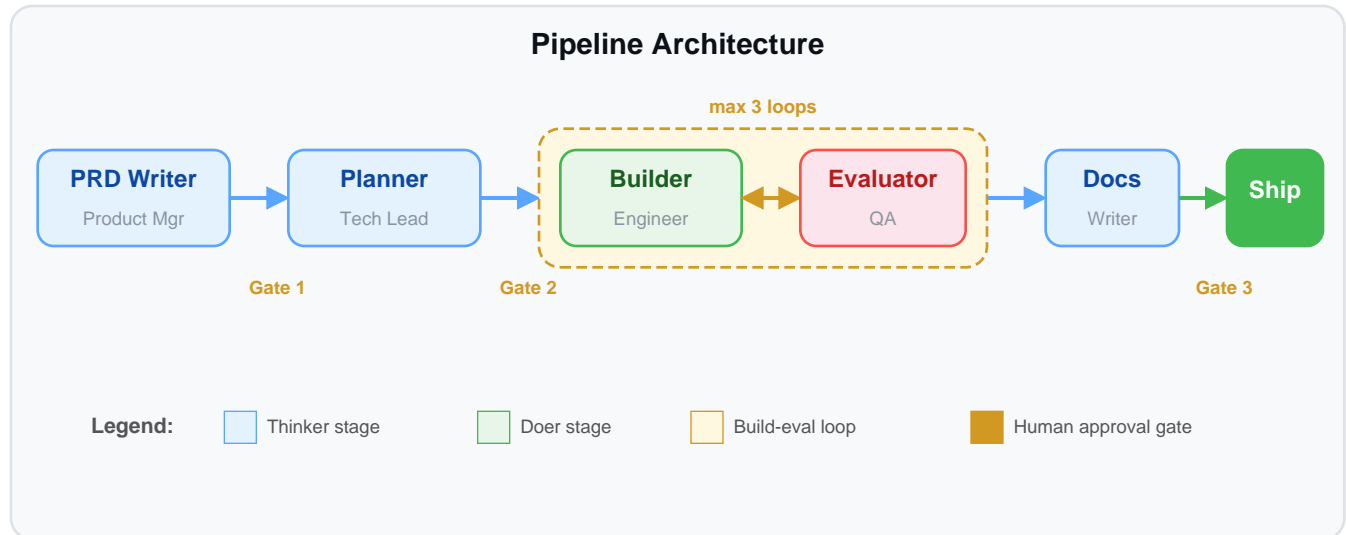 Pipeline Architecture
max 3 loops
PRD Writer
Product Mgr
Planner
Tech Lead
Builder
Engineer
Evaluator
QA
Docs
Writer
Ship
Gate 1
Gate 2
Gate 3
Legend:
Thinker stage
Doer stage
Build-eval loop
Human approval gate